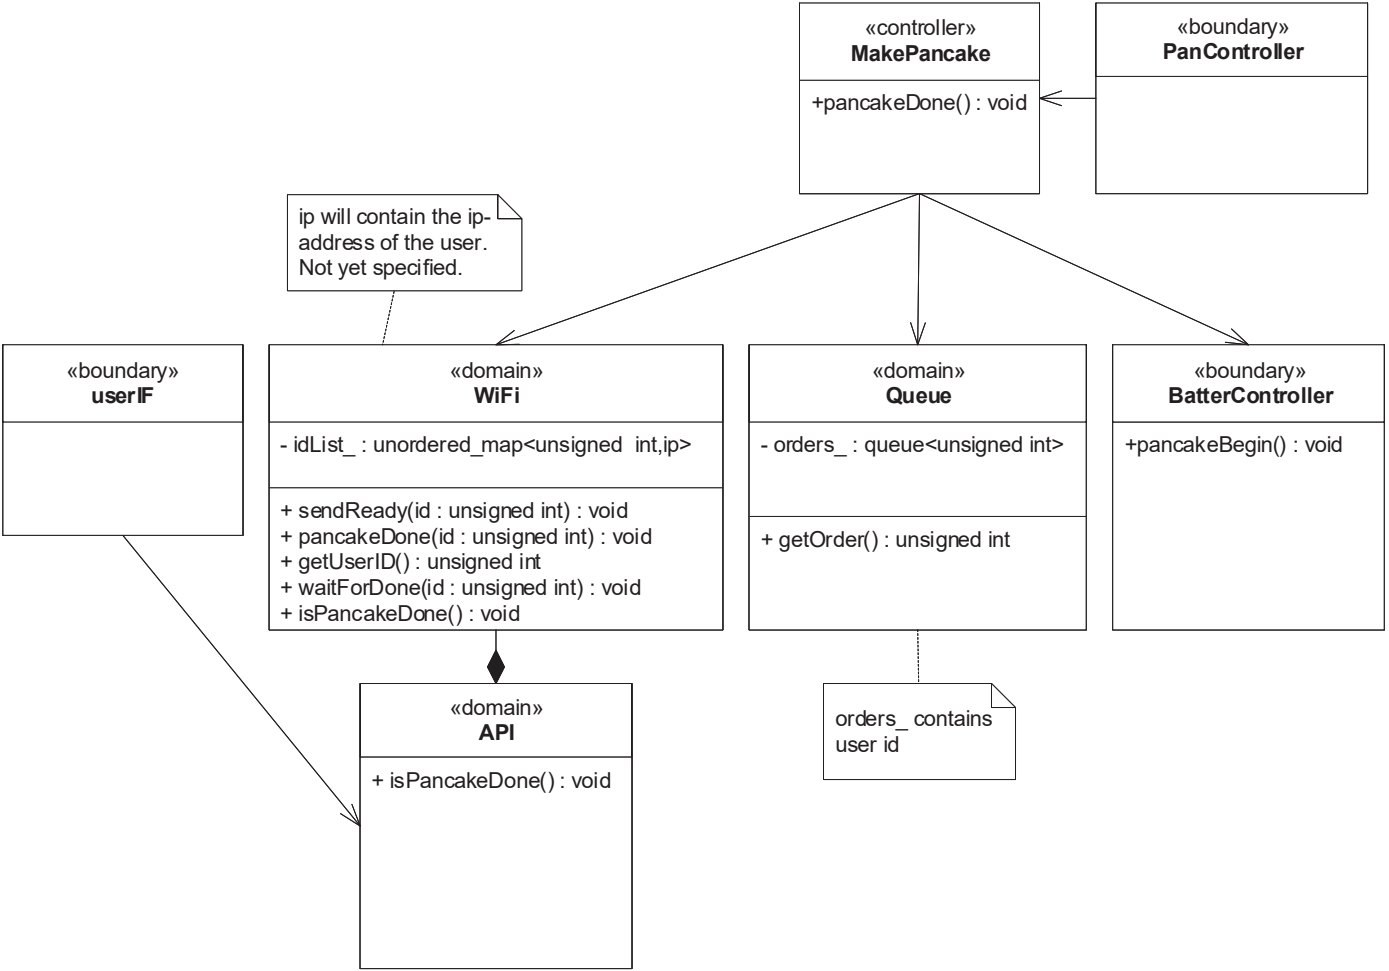 «controller»
MakePancake
+pancakeDone() : void
«boundary»
PanController
ip will contain the ip-
address of the user.
Not yet specified.
«boundary»
userIF
«domain»
WiFi
- idList_ : unordered_map<unsigned  int,ip>
+ sendReady(id : unsigned int) : void
+ pancakeDone(id : unsigned int) : void
+ getUserID() : unsigned int
+ waitForDone(id : unsigned int) : void
+ isPancakeDone() : void
«domain»
Queue
- orders_ : queue<unsigned int>
+ getOrder() : unsigned int
«boundary»
BatterController
+pancakeBegin() : void
«domain»
API
+ isPancakeDone() : void
orders_ contains
user id